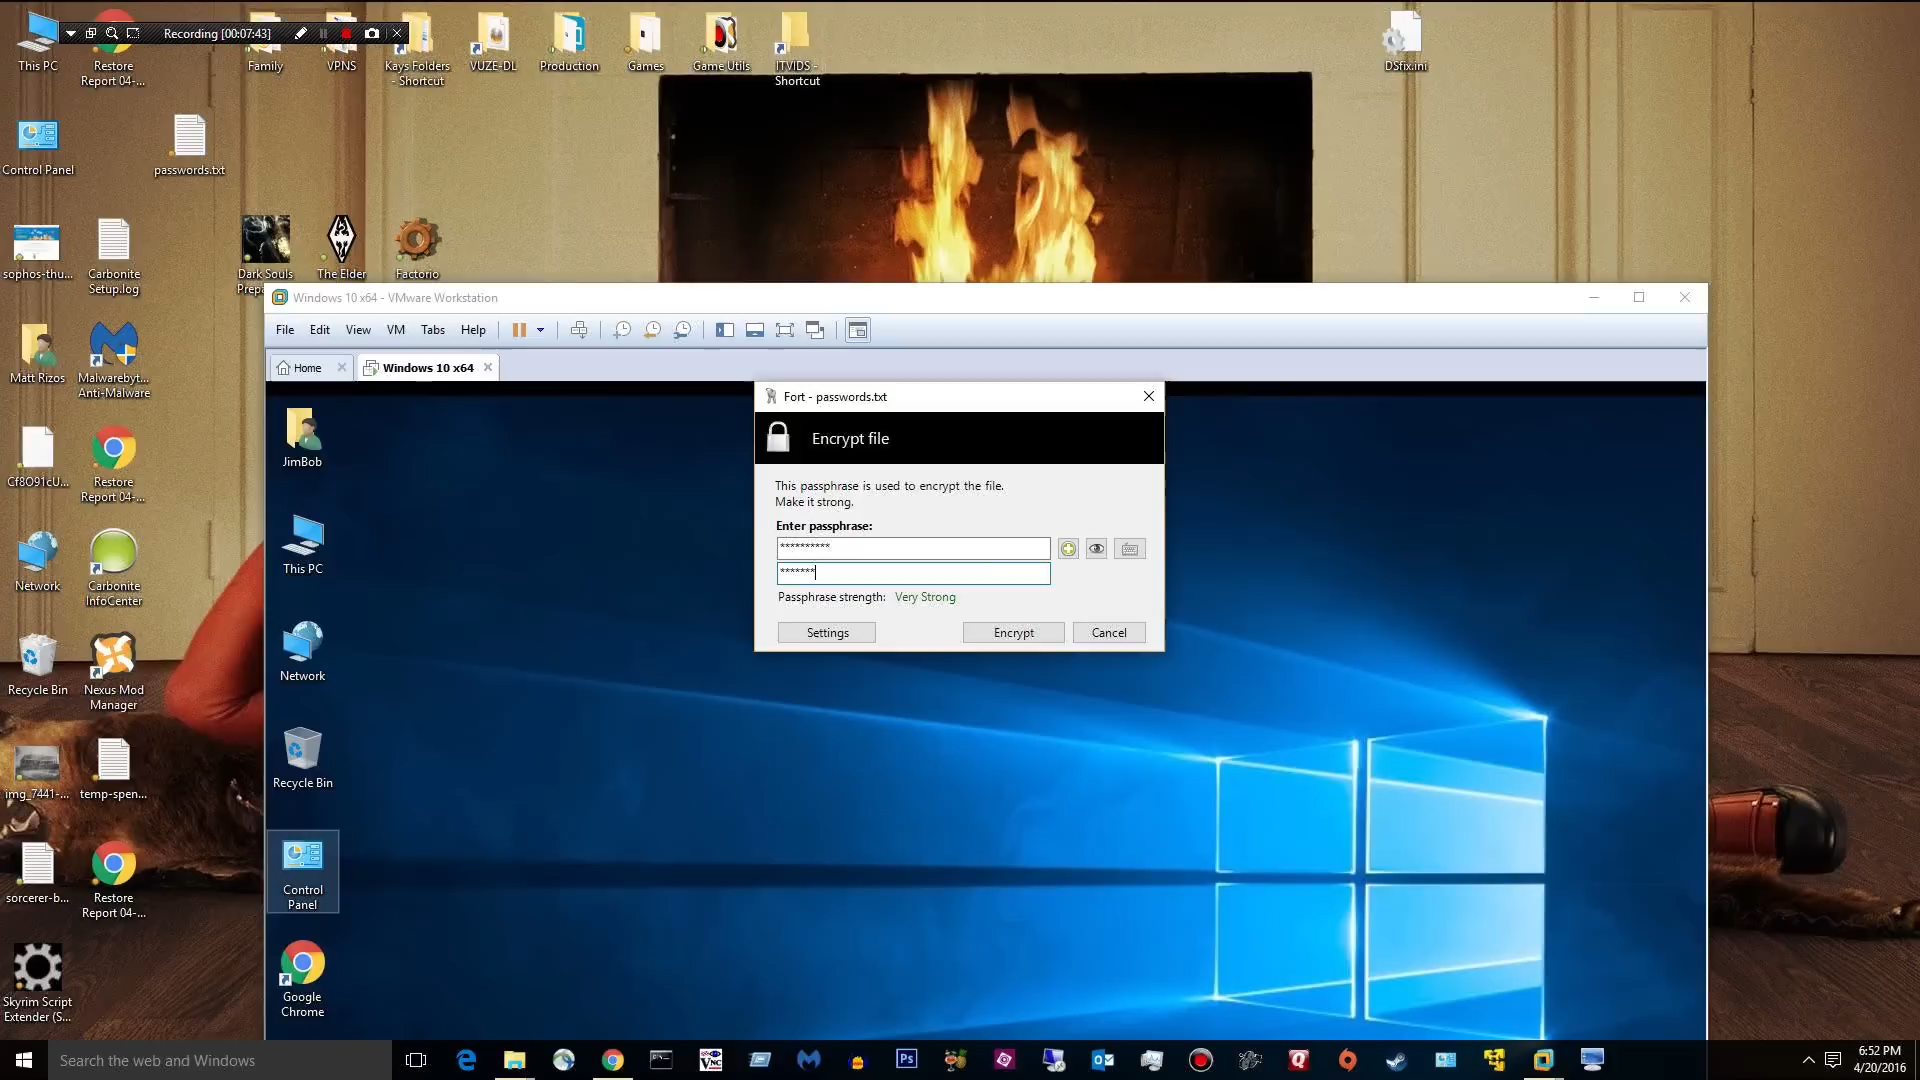 Recording [00:07:43]
This PC
Restore
Report 04-...
Family
VPNS
Kays Folders
- Shortcut
VUZE-DL
Production
Games
Game Utils
ITVIDS -
Shortcut
DSfix.ini
Control Panel
passwords.txt
sophos-thu...
Carbonite
Setup.log
Dark Souls
Prepa
The Elder
Factorio
Matt Rizos
Malwarebyt...
Anti-Malware
Cf8O91cU...
Restore
Report 04-...
Network
Carbonite
InfoCenter
Recycle Bin
Nexus Mod
Manager
img_7441-...
temp-spen...
sorcerer-b...
Restore
Report 04-...
Skyrim Script
Extender (S...
Windows 10 x64 - VMware Workstation
File Edit View VM Tabs Help
Home
Windows 10 x64
JimBob
This PC
Network
Recycle Bin
Control
Panel
Google
Chrome
Fort - passwords.txt
Encrypt file
This passphrase is used to encrypt the file.
Make it strong.
Enter passphrase:
**********
*******
Passphrase strength: Very Strong
Settings
Encrypt
Cancel
Search the web and Windows
VNC
Ps
6:52 PM
4/20/2016